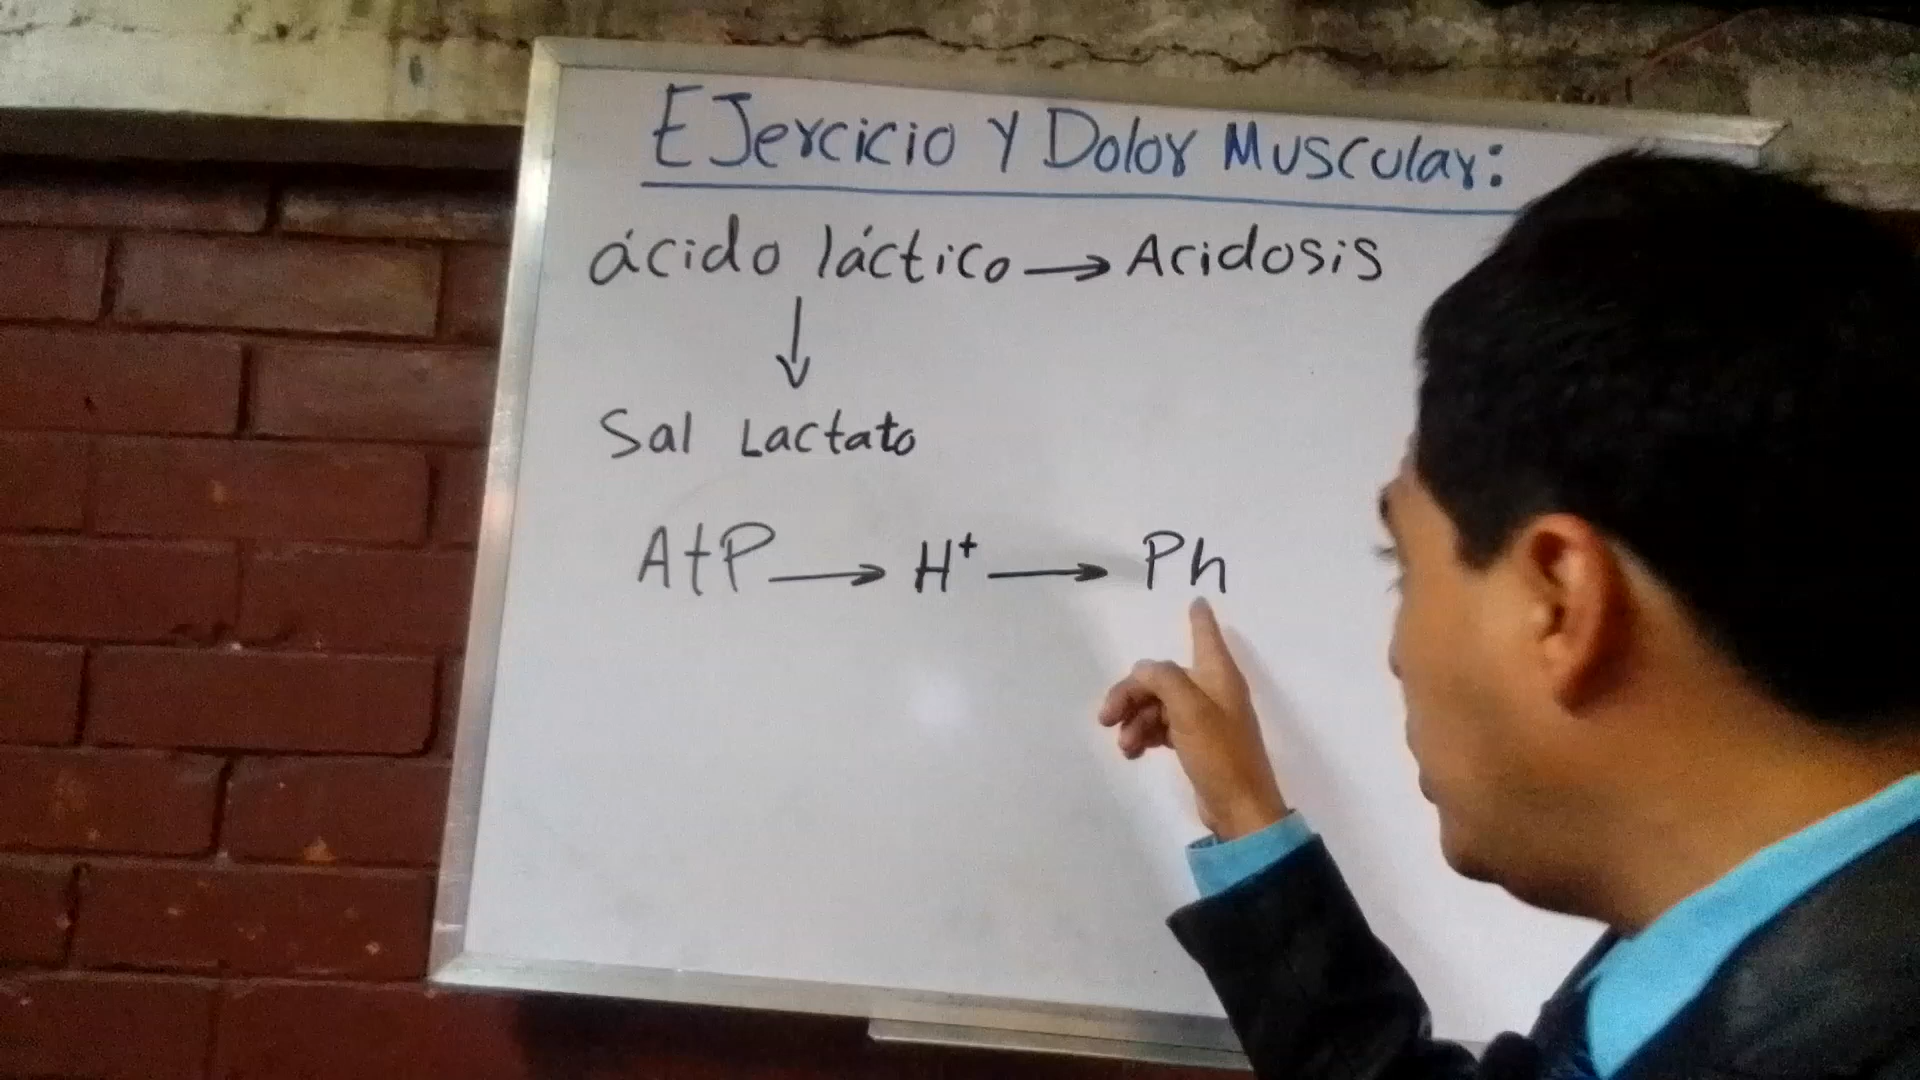 EJercicio Y Dolor Muscular:
ácido láctico → Acidosis
↓
Sal Lactato
AtP → H⁺ → Ph